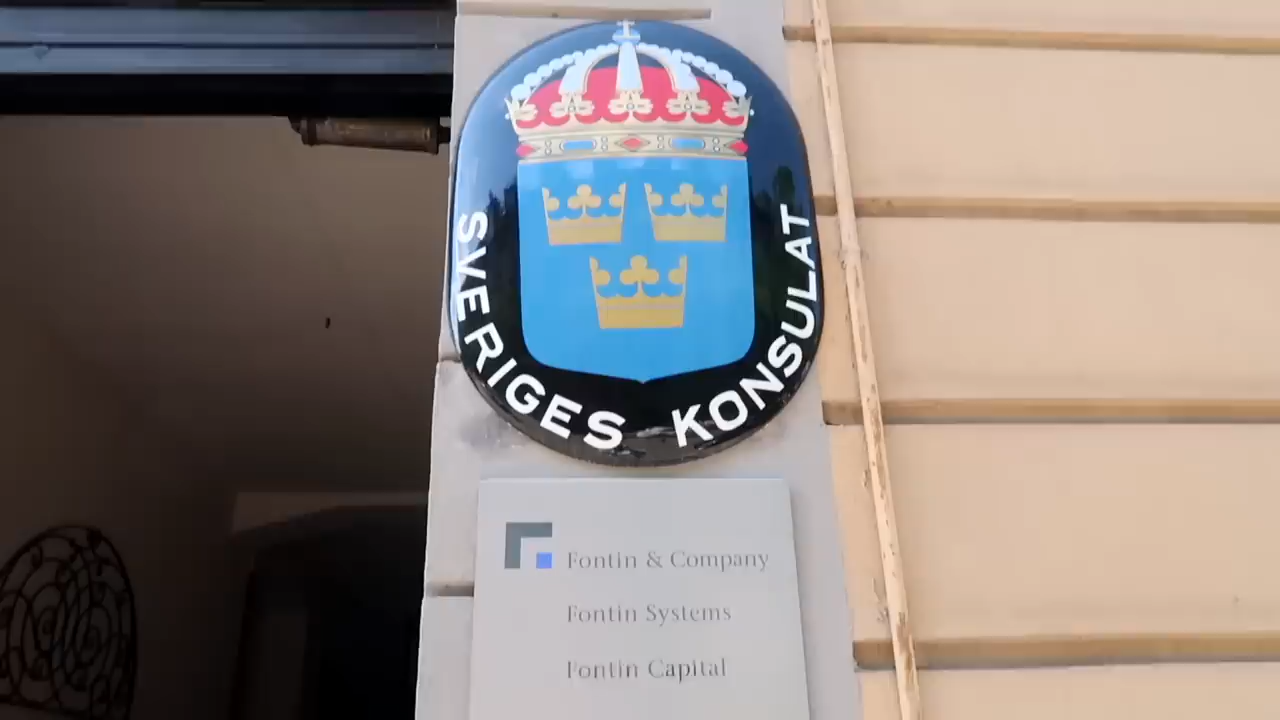 SVERIGES KONSULAT
Fontin & Company
Fontin Systems
Fontin Capital